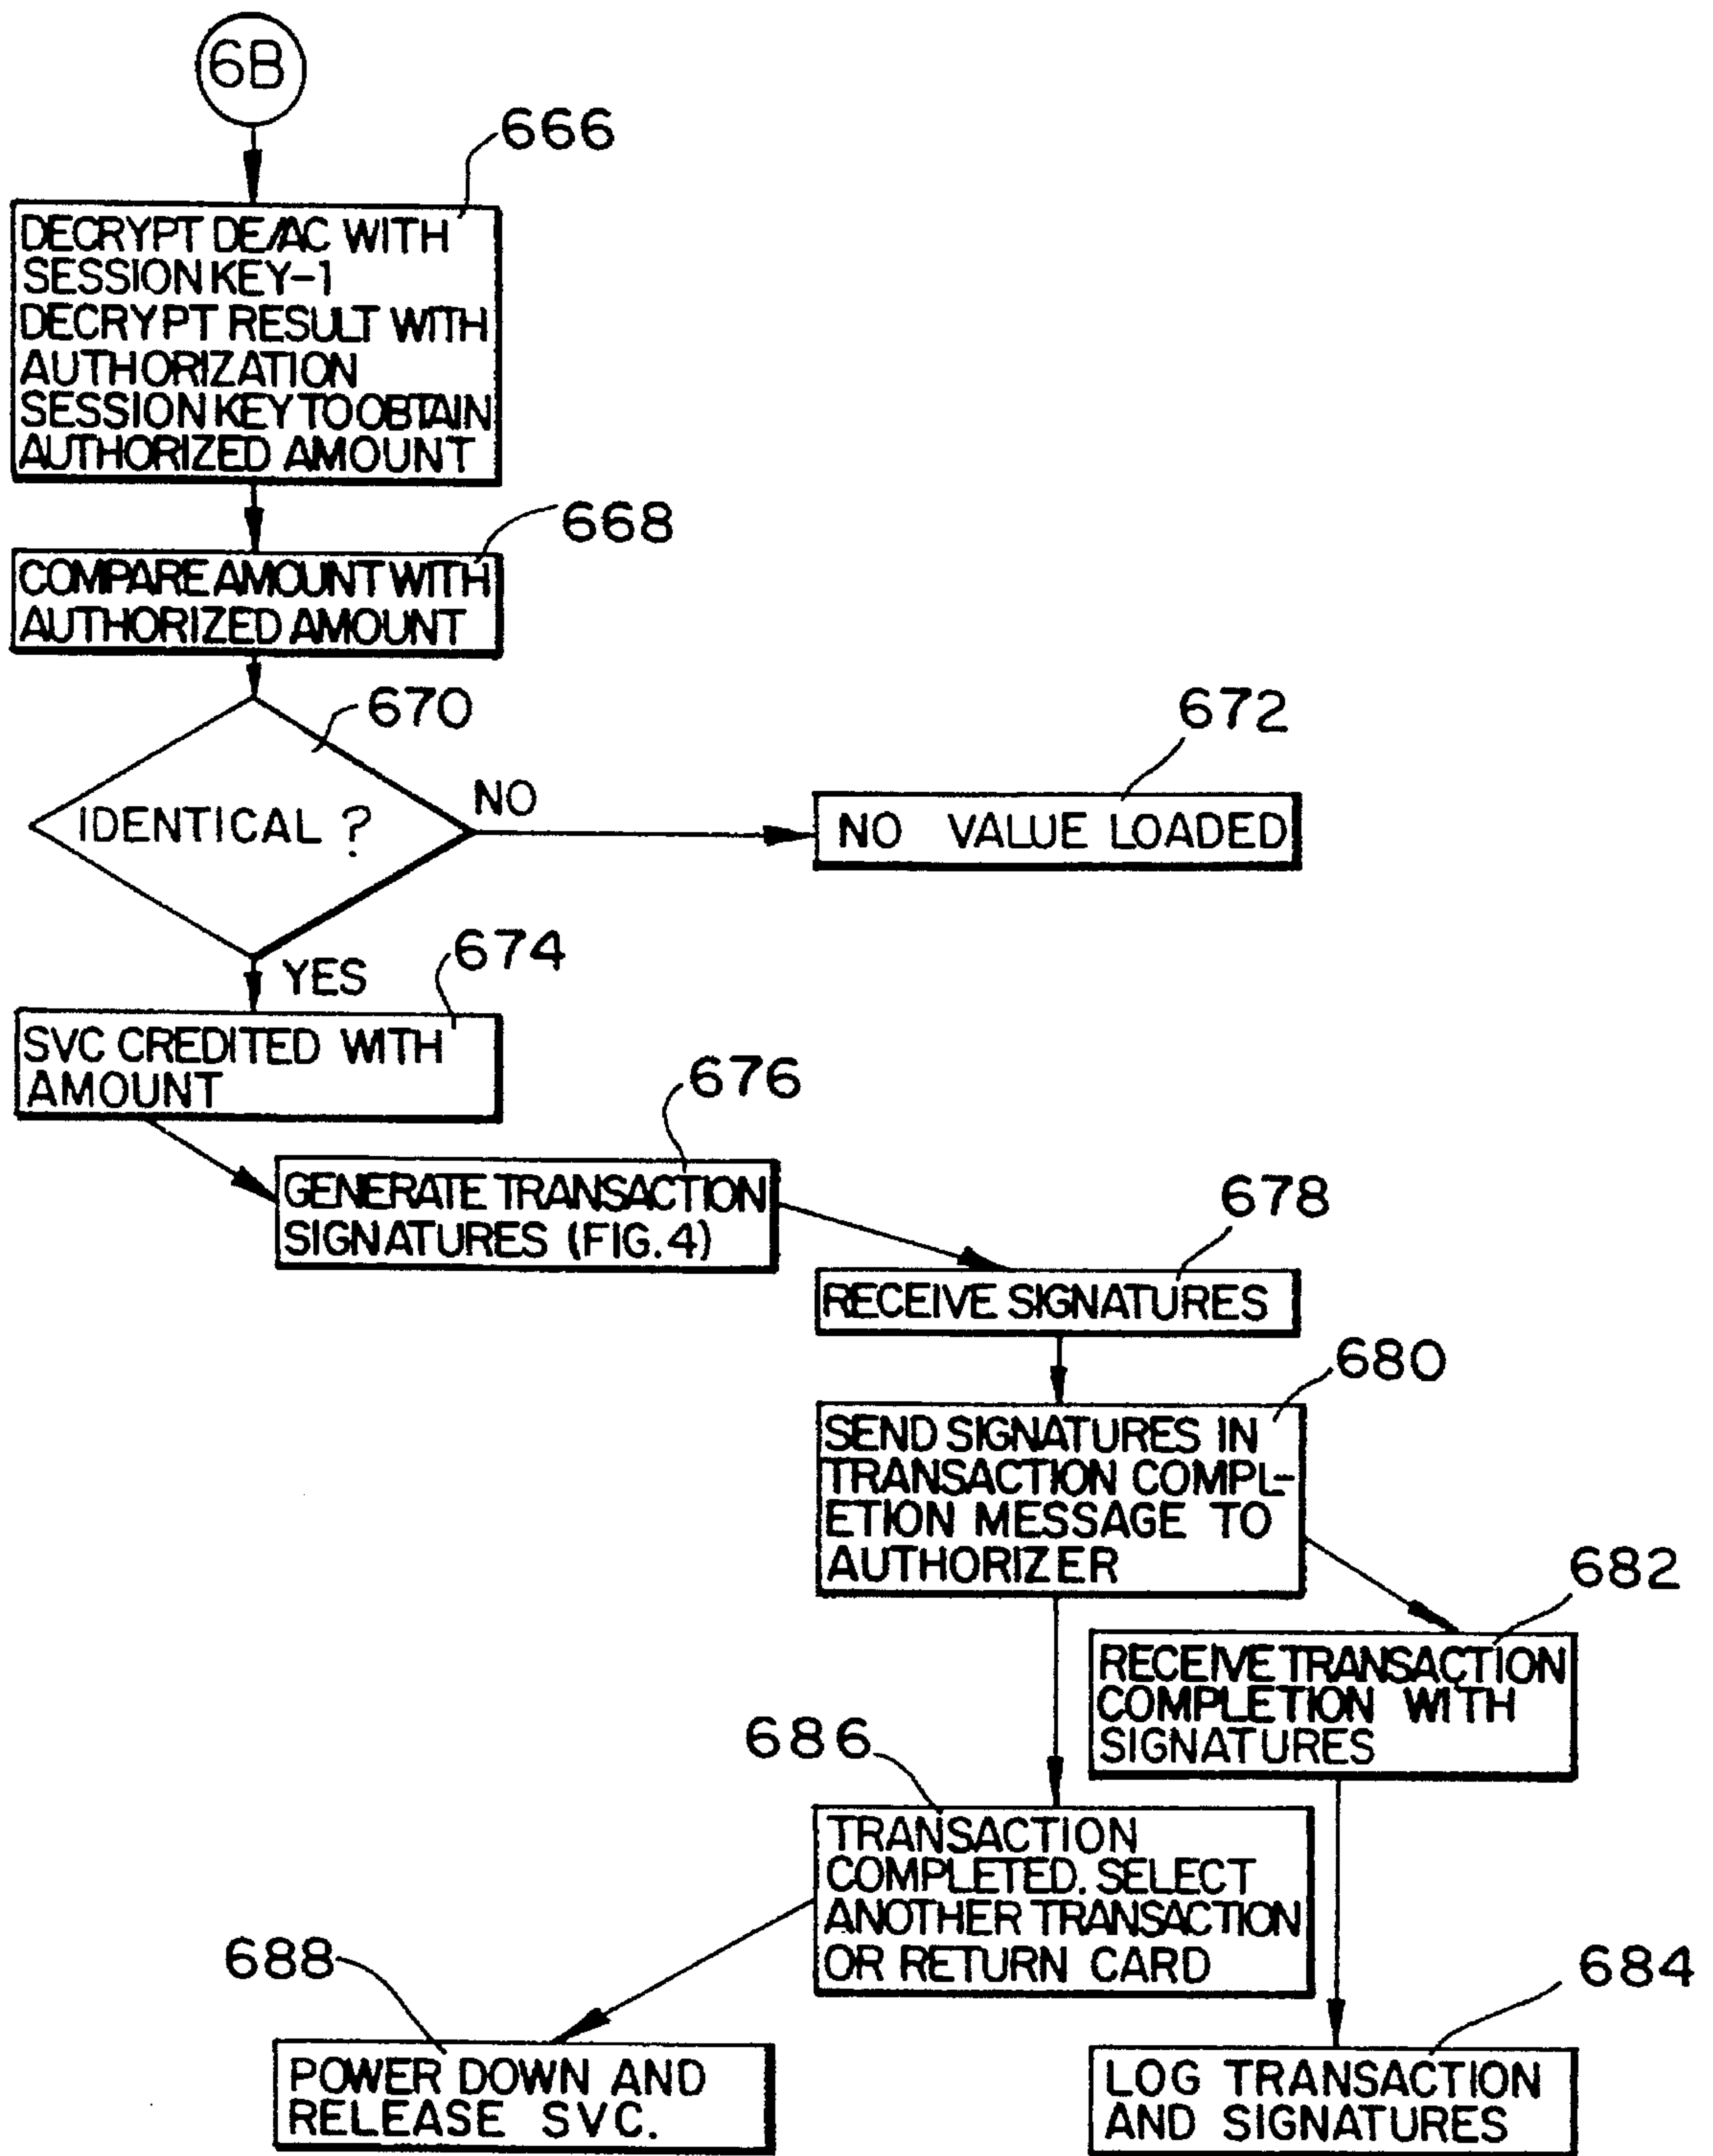 6B
666
DECRYPT DE/AC WITH
SESSION KEY-1
DECRYPT RESULT WITH
AUTHORIZATION
SESSION KEY TO OBTAIN
AUTHORIZED AMOUNT
668
COMPARE AMOUNT WITH
AUTHORIZED AMOUNT
670
IDENTICAL ?
NO
672
NO VALUE LOADED
YES
674
SVC CREDITED WITH
AMOUNT
676
GENERATE TRANSACTION
SIGNATURES (FIG. 4)
678
RECEIVE SIGNATURES
680
SEND SIGNATURES IN
TRANSACTION COMPL-
ETION MESSAGE TO
AUTHORIZER
682
RECEIVE TRANSACTION
COMPLETION WITH
SIGNATURES
686
TRANSACTION
COMPLETED. SELECT
ANOTHER TRANSACTION
OR RETURN CARD
688
POWER DOWN AND
RELEASE SVC.
684
LOG TRANSACTION
AND SIGNATURES